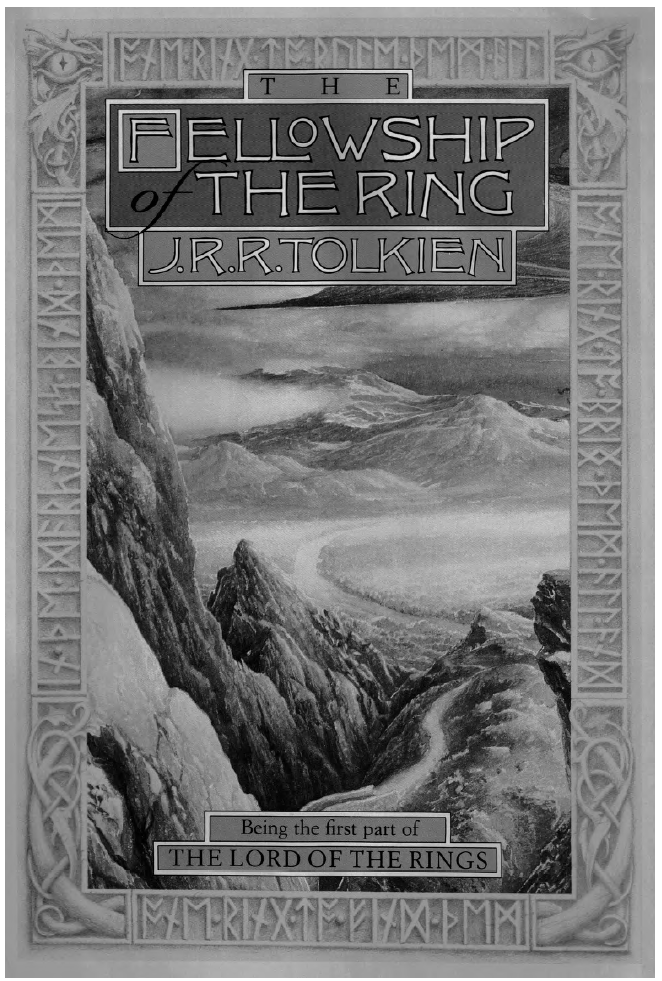 THE
FELLOWSHIP
of THE RING
J.R.R. TOLKIEN
Being the first part of
THE LORD OF THE RINGS